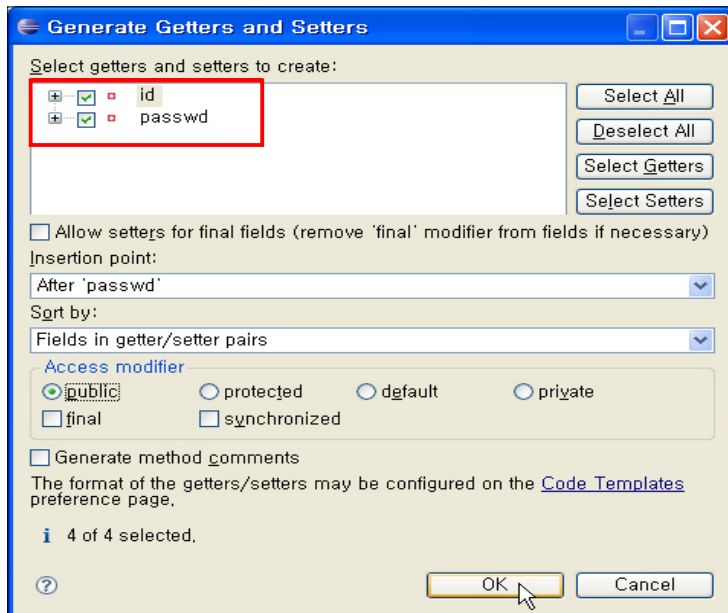 Generate Getters and Setters
Select getters and setters to create:
id
passwd
Select All
Deselect All
Select Getters
Select Setters
Allow setters for final fields (remove 'final' modifier from fields if necessary)
Insertion point:
After 'passwd'
Sort by:
Fields in getter/setter pairs
Access modifier
public protected default private
final synchronized
Generate method comments
The format of the getters/setters may be configured on the Code Templates
preference page,
i 4 of 4 selected,
?
OK Cancel